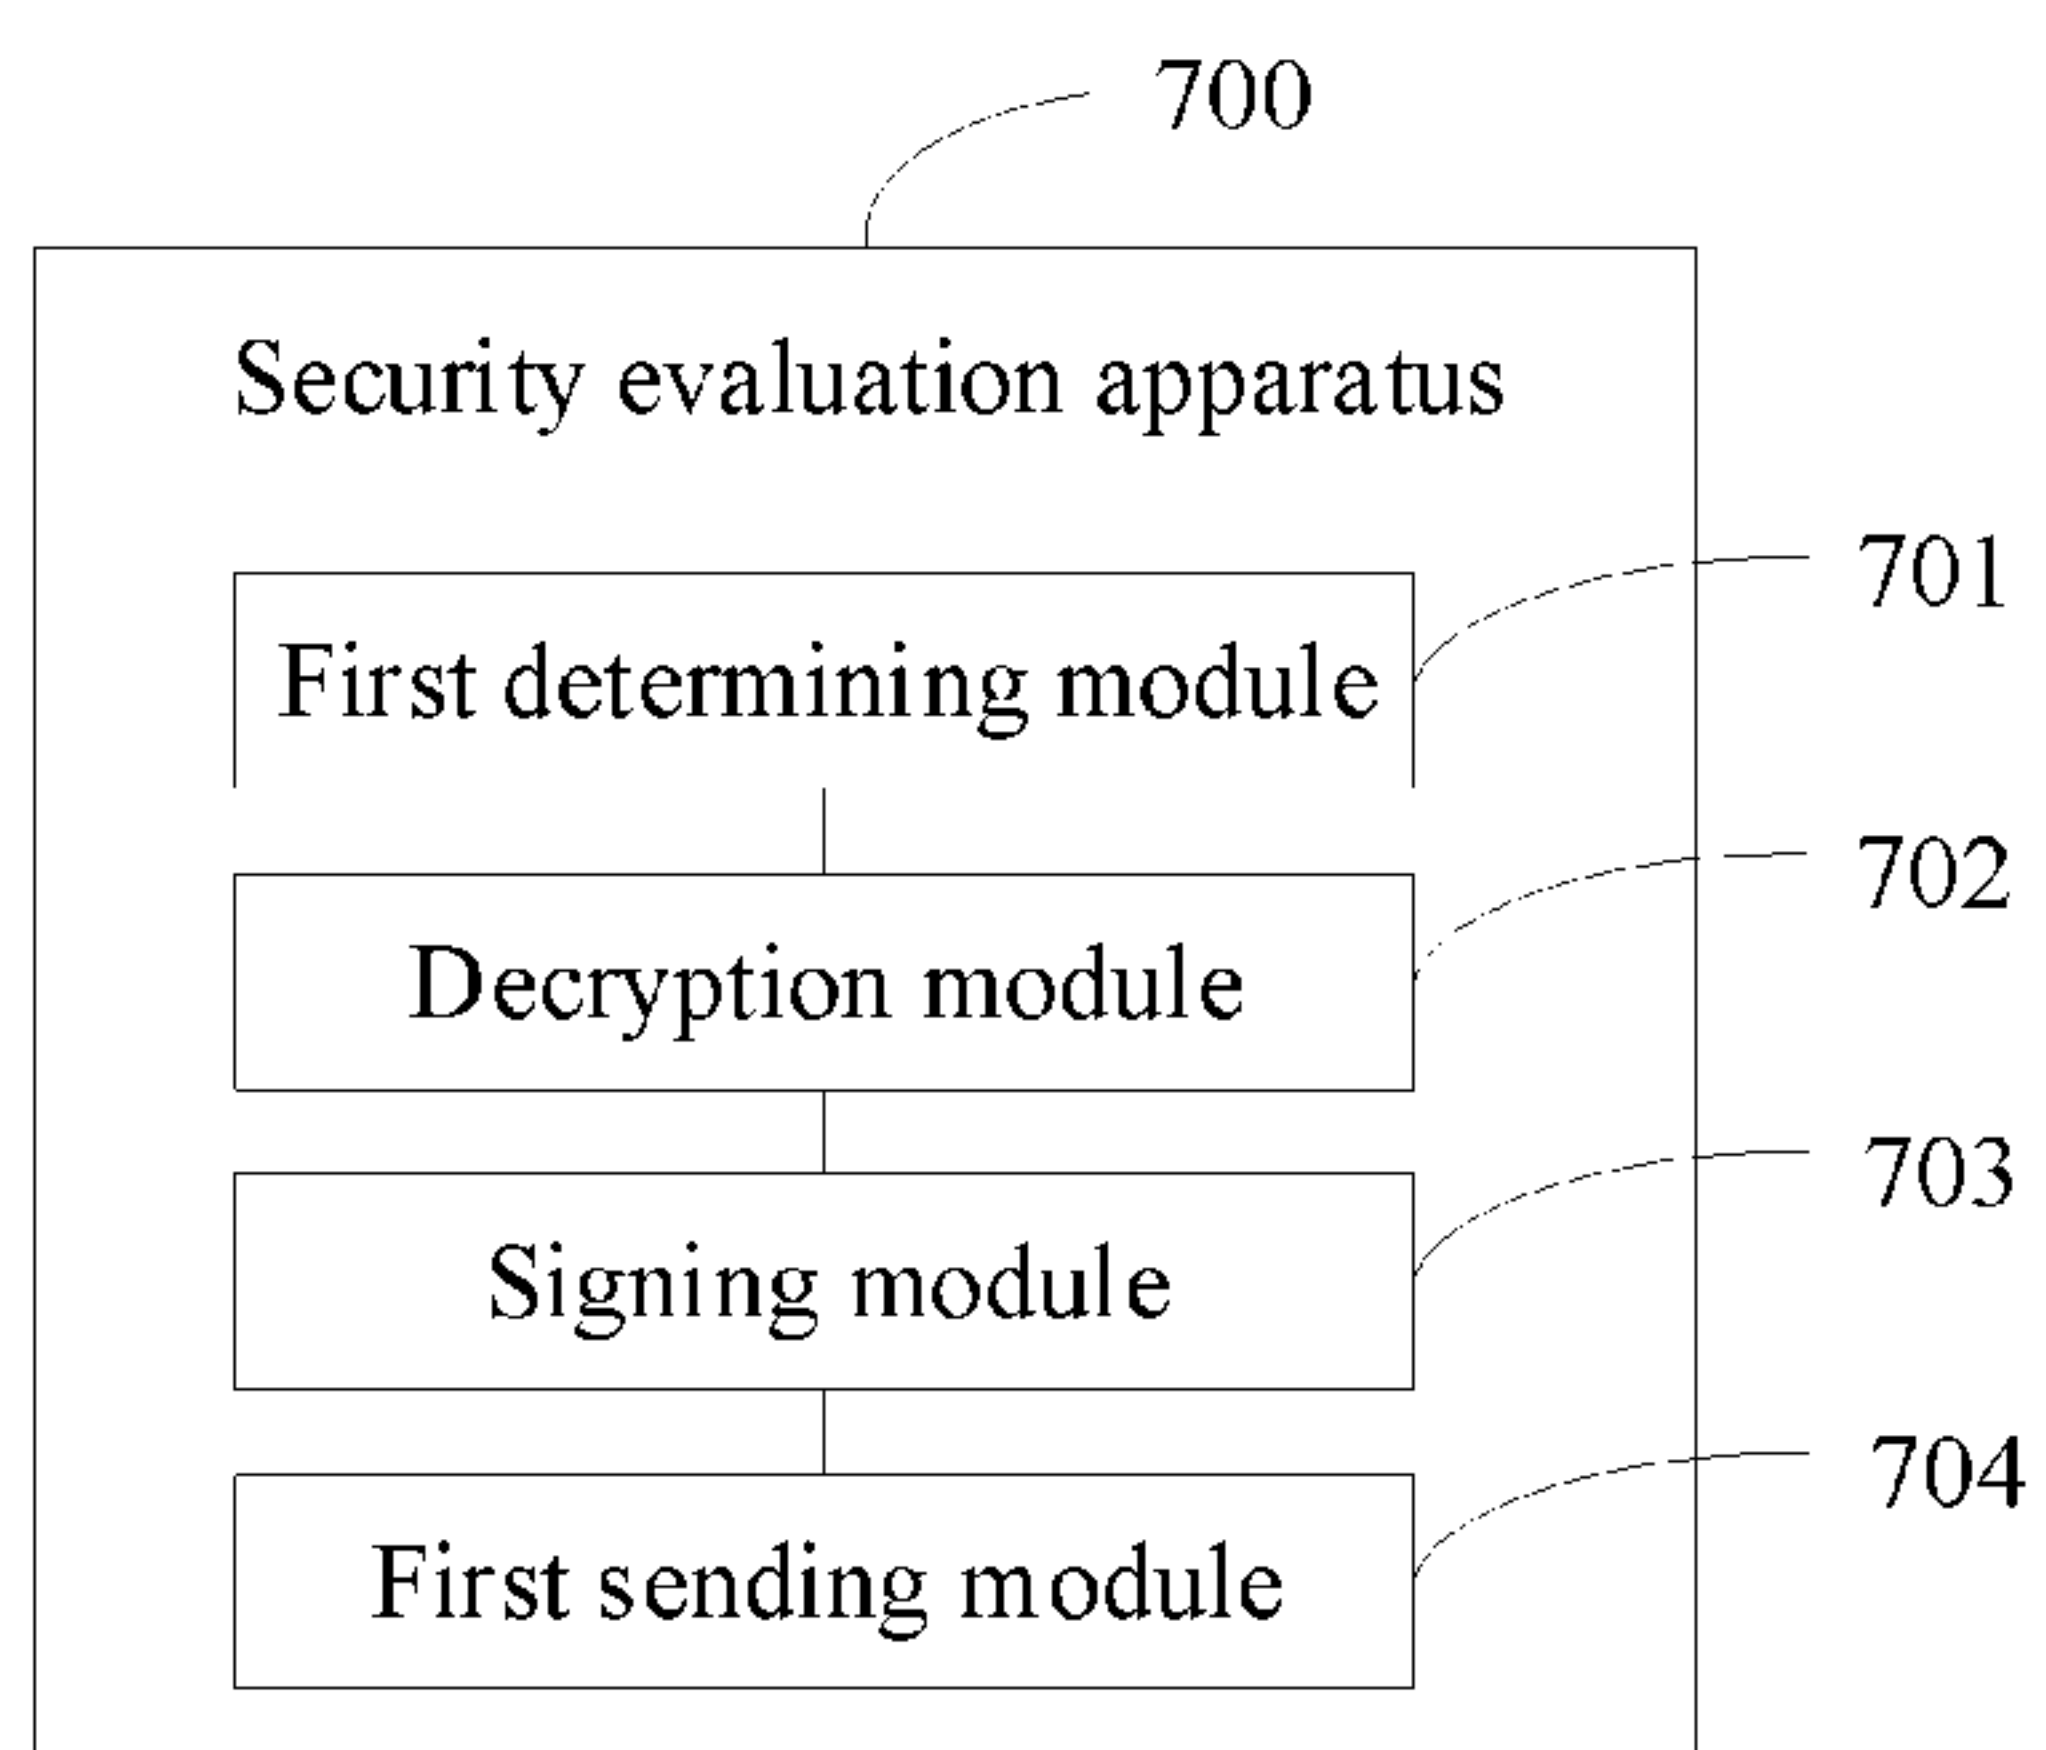 700
Security evaluation apparatus
701
First determining module
702
Decryption module
703
Signing module
704
First sending module